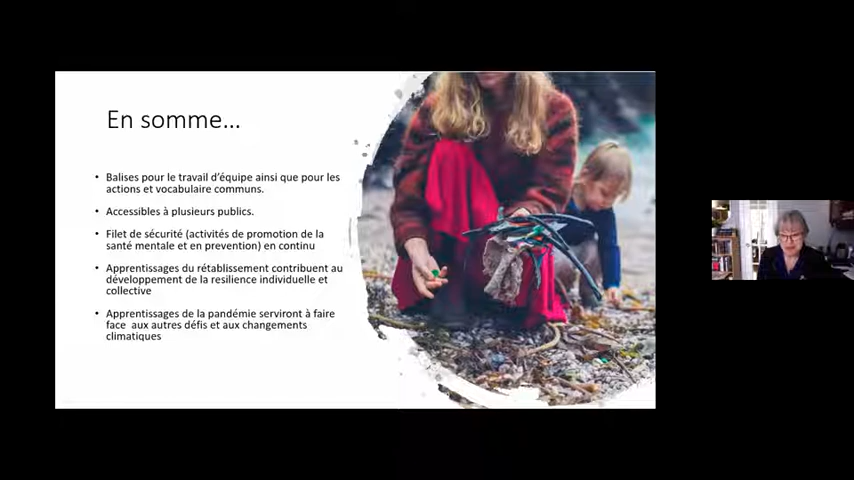 En somme…
• Balises pour le travail d'équipe ainsi que pour les
actions et vocabulaire communs.
• Accessibles à plusieurs publics.
• Filet de sécurité (activités de promotion de la
santé mentale et en prevention) en continu
• Apprentissages du rétablissement contribuent au
développement de la resilience individuelle et
collective
• Apprentissages de la pandémie serviront à faire
face aux autres défis et aux changements
climatiques